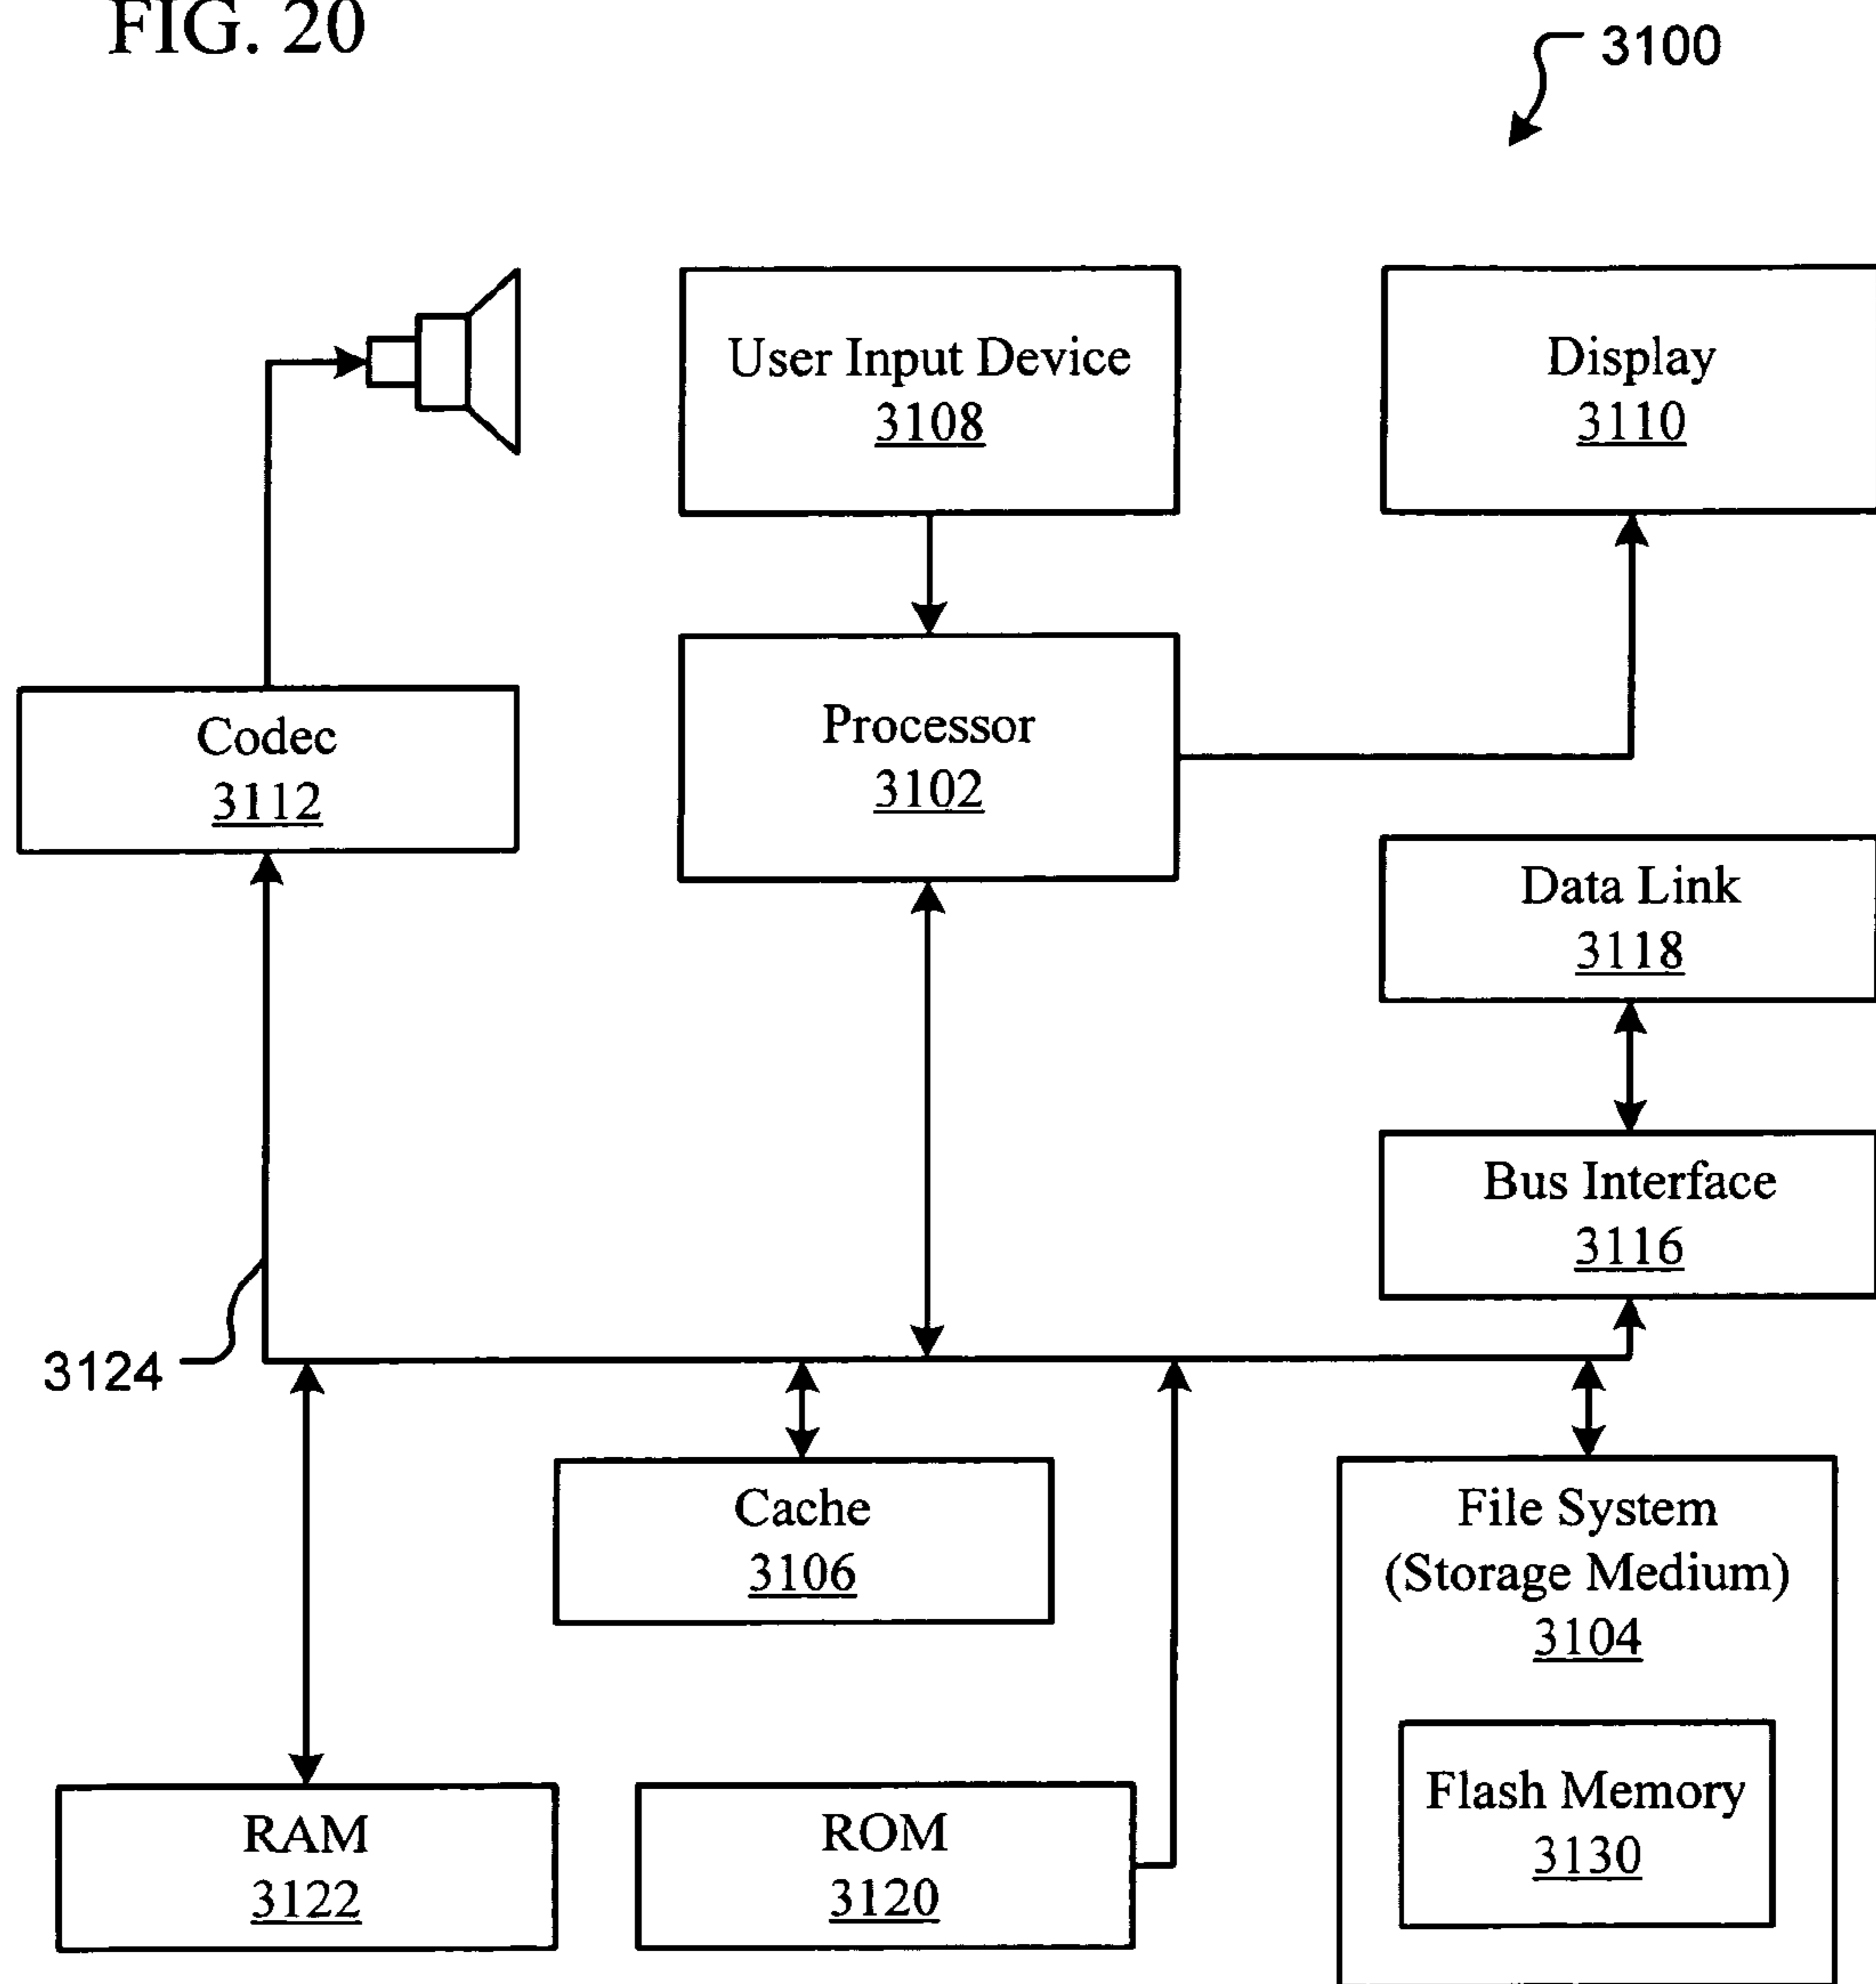 FIG. 20
3100
User Input Device
3108
Display
3110
Codec
3112
Processor
3102
Data Link
3118
Bus Interface
3116
3124
Cache
3106
File System
(Storage Medium)
3104
Flash Memory
3130
RAM
3122
ROM
3120